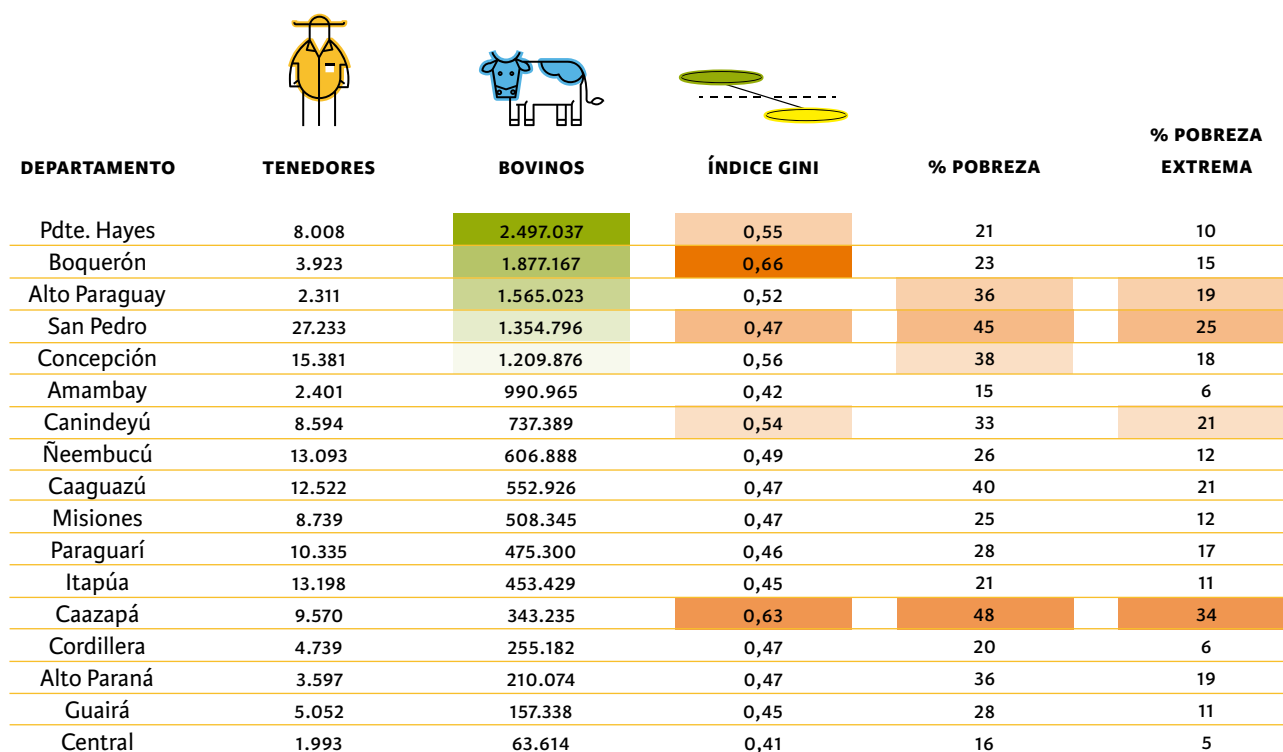 DEPARTAMENTO TENEDORES BOVINOS ÍNDICE GINI % POBREZA % POBREZA EXTREMA
Pdte. Hayes 8.008 2.497.037 0,55 21 10
Boquerón 3.923 1.877.167 0,66 23 15
Alto Paraguay 2.311 1.565.023 0,52 36 19
San Pedro 27.233 1.354.796 0,47 45 25
Concepción 15.381 1.209.876 0,56 38 18
Amambay 2.401 990.965 0,42 15 6
Canindeyú 8.594 737.389 0,54 33 21
Ñeembucú 13.093 606.888 0,49 26 12
Caaguazú 12.522 552.926 0,47 40 21
Misiones 8.739 508.345 0,47 25 12
Paraguarí 10.335 475.300 0,46 28 17
Itapúa 13.198 453.429 0,45 21 11
Caazapá 9.570 343.235 0,63 48 34
Cordillera 4.739 255.182 0,47 20 6
Alto Paraná 3.597 210.074 0,47 36 19
Guairá 5.052 157.338 0,45 28 11
Central 1.993 63.614 0,41 16 5